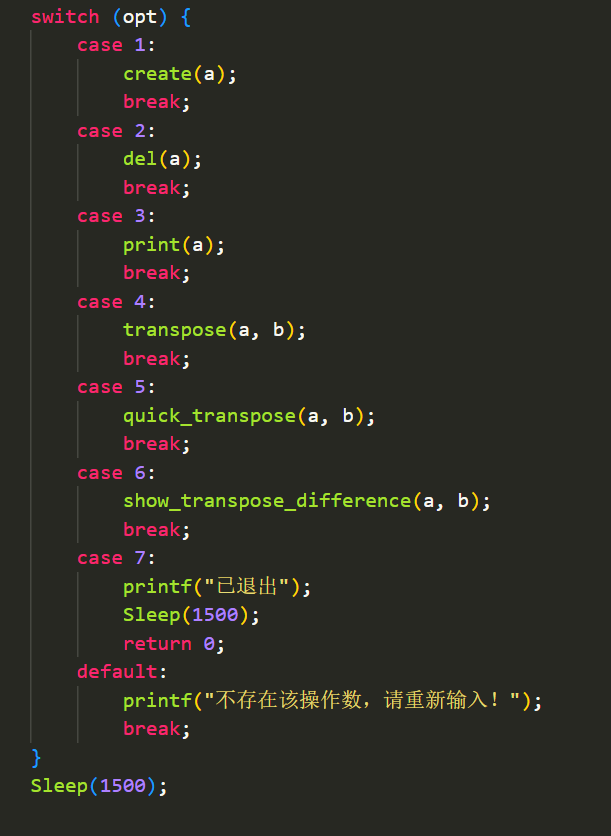 switch (opt) {
    case 1:
        create(a);
        break;
    case 2:
        del(a);
        break;
    case 3:
        print(a);
        break;
    case 4:
        transpose(a, b);
        break;
    case 5:
        quick_transpose(a, b);
        break;
    case 6:
        show_transpose_difference(a, b);
        break;
    case 7:
        printf("已退出");
        Sleep(1500);
        return 0;
    default:
        printf("不存在该操作数，请重新输入！");
        break;
}
Sleep(1500);